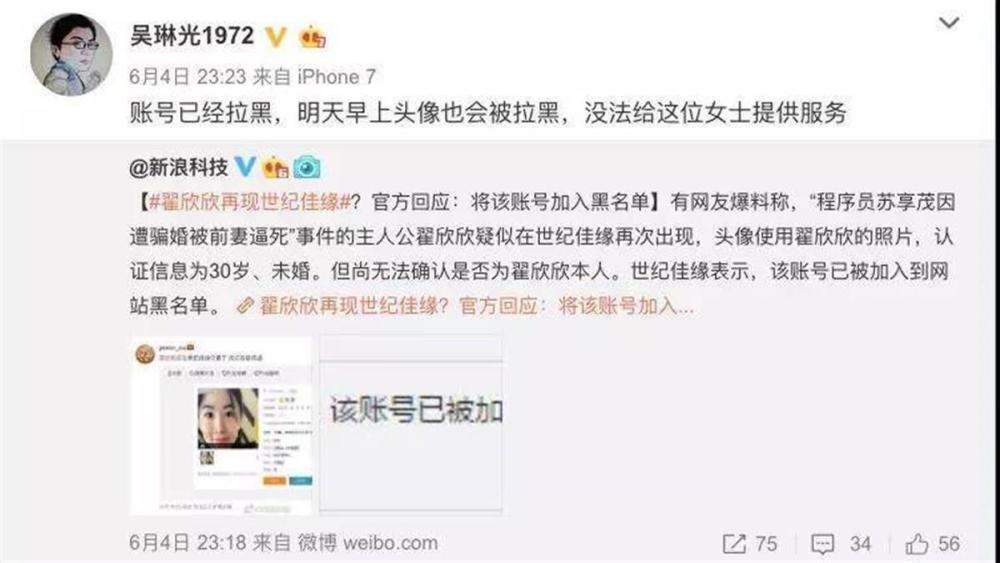 吴琳光1972
6月4日 23:23 来自 iPhone 7
账号已经拉黑，明天早上头像也会被拉黑，没法给这位女士提供服务
@新浪科技
【#翟欣欣再现世纪佳缘#？官方回应：将该账号加入黑名单】有网友爆料称，“程序员苏享茂因
遭骗婚被前妻逼死”事件的主人公翟欣欣疑似在世纪佳缘再次出现，头像使用翟欣欣的照片，认
证信息为30岁、未婚。但尚无法确认是否为翟欣欣本人。世纪佳缘表示，该账号已被加入到网
站黑名单。 翟欣欣再现世纪佳缘？官方回应：将该账号加入...
该账号已被加
6月4日 23:18 来自 微博 weibo.com
75 34 56